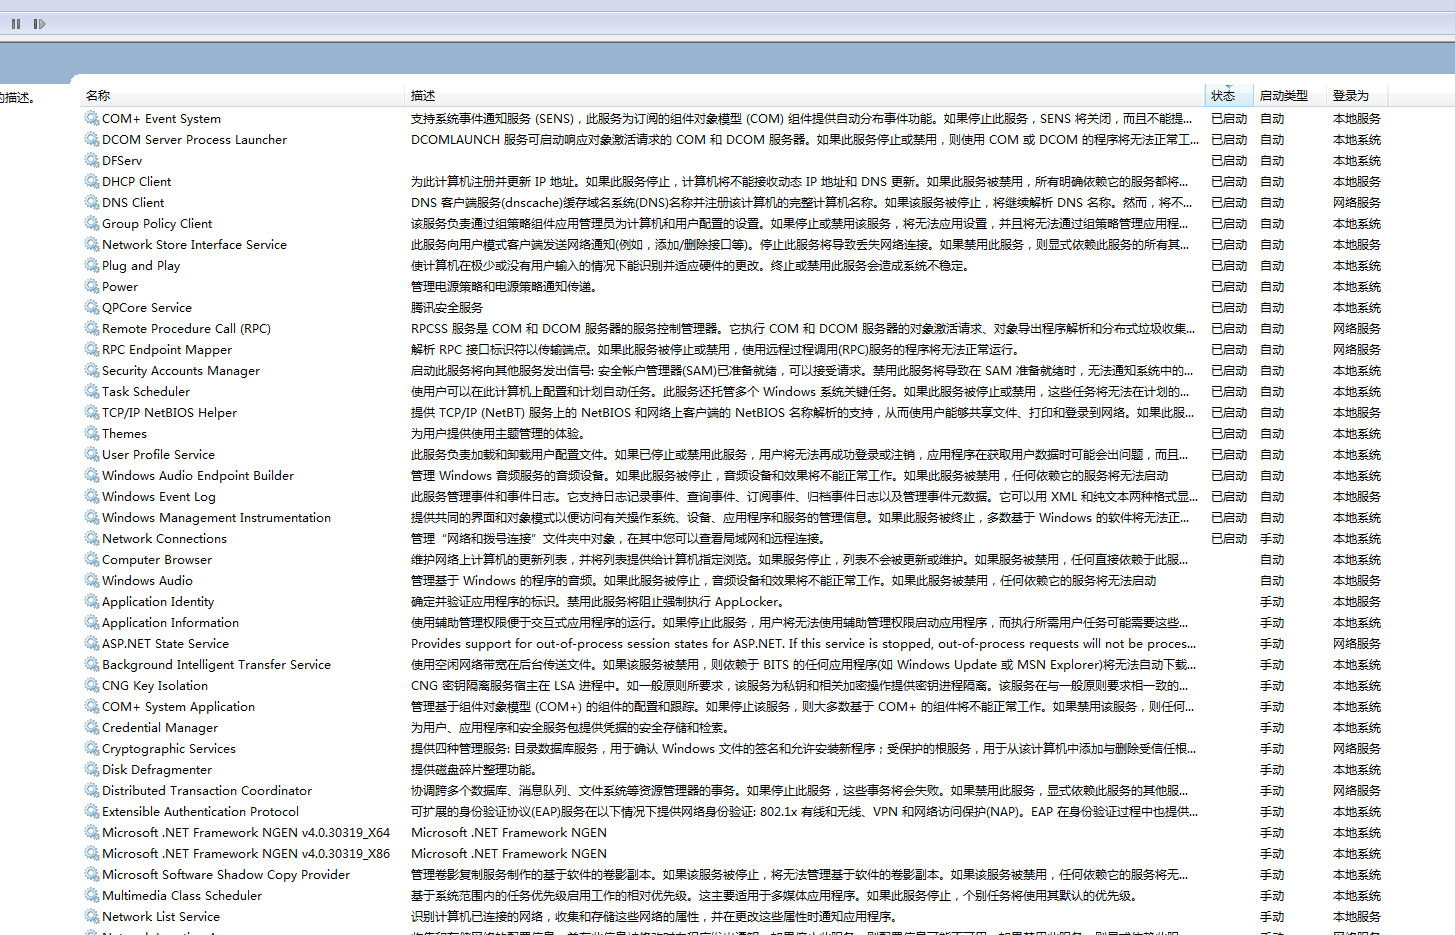 的描述。
名称 描述 状态 启动类型 登录为
COM+ Event System 支持系统事件通知服务 (SENS)，此服务为订阅的组件对象模型 (COM) 组件提供自动分布事件功能。如果停止此服务，SENS 将关闭，而且不能提... 已启动 自动 本地服务
DCOM Server Process Launcher DCOMLAUNCH 服务可启动响应对象激活请求的 COM 和 DCOM 服务器。如果此服务停止或禁用，则使用 COM 或 DCOM 的程序将无法正常工... 已启动 自动 本地系统
DFServ 已启动 自动 本地系统
DHCP Client 为此计算机注册并更新 IP 地址。如果此服务停止，计算机将不能接收动态 IP 地址和 DNS 更新。如果此服务被禁用，所有明确依赖它的服务都将... 已启动 自动 本地服务
DNS Client DNS 客户端服务(dnscache)缓存域名系统(DNS)名称并注册该计算机的完整计算机名称。如果该服务被停止，将继续解析 DNS 名称。然而，将不... 已启动 自动 网络服务
Group Policy Client 该服务负责通过组策略组件应用管理员为计算机和用户配置的设置。如果停止或禁用该服务，将无法应用设置，并且将无法通过组策略管理应用程... 已启动 自动 本地系统
Network Store Interface Service 此服务向用户模式客户端发送网络通知(例如，添加/删除接口等)。停止此服务将导致丢失网络连接。如果禁用此服务，则显式依赖此服务的所有其... 已启动 自动 本地服务
Plug and Play 使计算机在极少或没有用户输入的情况下能识别并适应硬件的更改。终止或禁用此服务会造成系统不稳定。 已启动 自动 本地系统
Power 管理电源策略和电源策略通知传递。 已启动 自动 本地系统
QPCore Service 腾讯安全服务 已启动 自动 本地系统
Remote Procedure Call (RPC) RPCSS 服务是 COM 和 DCOM 服务器的服务控制管理器。它执行 COM 和 DCOM 服务器的对象激活请求、对象导出程序解析和分布式垃圾收集... 已启动 自动 网络服务
RPC Endpoint Mapper 解析 RPC 接口标识符以传输端点。如果此服务被停止或禁用，使用远程过程调用(RPC)服务的程序将无法正常运行。 已启动 自动 网络服务
Security Accounts Manager 启动此服务将向其他服务发出信号: 安全帐户管理器(SAM)已准备就绪，可以接受请求。禁用此服务将导致在 SAM 准备就绪时，无法通知系统中的... 已启动 自动 本地系统
Task Scheduler 使用户可以在此计算机上配置和计划自动任务。此服务还托管多个 Windows 系统关键任务。如果此服务被停止或禁用，这些任务将无法在计划的... 已启动 自动 本地系统
TCP/IP NetBIOS Helper 提供 TCP/IP (NetBT) 服务上的 NetBIOS 和网络上客户端的 NetBIOS 名称解析的支持，从而使用户能够共享文件、打印和登录到网络。如果此服... 已启动 自动 本地服务
Themes 为用户提供使用主题管理的体验。 已启动 自动 本地系统
User Profile Service 此服务负责加载和卸载用户配置文件。如果已停止或禁用此服务，用户将无法再成功登录或注销，应用程序在获取用户数据时可能会出问题，而且... 已启动 自动 本地系统
Windows Audio Endpoint Builder 管理 Windows 音频服务的音频设备。如果此服务被停止，音频设备和效果将不能正常工作。如果此服务被禁用，任何依赖它的服务将无法启动 已启动 自动 本地系统
Windows Event Log 此服务管理事件和事件日志。它支持日志记录事件、查询事件、订阅事件、归档事件日志以及管理事件元数据。它可以用 XML 和纯文本两种格式显... 已启动 自动 本地服务
Windows Management Instrumentation 提供共同的界面和对象模式以便访问有关操作系统、设备、应用程序和服务的管理信息。如果此服务被终止，多数基于 Windows 的软件将无法正... 已启动 自动 本地系统
Network Connections 管理“网络和拨号连接”文件夹中对象，在其中您可以查看局域网和远程连接。 已启动 手动 本地系统
Computer Browser 维护网络上计算机的更新列表，并将列表提供给计算机指定浏览。如果服务停止，列表不会被更新或维护。如果服务被禁用，任何直接依赖于此服... 自动 本地系统
Windows Audio 管理基于 Windows 的程序的音频。如果此服务被停止，音频设备和效果将不能正常工作。如果此服务被禁用，任何依赖它的服务将无法启动 自动 本地服务
Application Identity 确定并验证应用程序的标识。禁用此服务将阻止强制执行 AppLocker。 手动 本地服务
Application Information 使用辅助管理权限便于交互式应用程序的运行。如果停止此服务，用户将无法使用辅助管理权限启动应用程序，而执行所需用户任务可能需要这些... 手动 本地系统
ASP.NET State Service Provides support for out-of-process session states for ASP.NET. If this service is stopped, out-of-process requests will not be proces... 手动 网络服务
Background Intelligent Transfer Service 使用空闲网络带宽在后台传送文件。如果该服务被禁用，则依赖于 BITS 的任何应用程序(如 Windows Update 或 MSN Explorer)将无法自动下载... 手动 本地系统
CNG Key Isolation CNG 密钥隔离服务宿主在 LSA 进程中。如一般原则所要求，该服务为私钥和相关加密操作提供密钥进程隔离。该服务在与一般原则要求相一致的... 手动 本地系统
COM+ System Application 管理基于组件对象模型 (COM+) 的组件的配置和跟踪。如果停止该服务，则大多数基于 COM+ 的组件将不能正常工作。如果禁用该服务，则任何... 手动 本地系统
Credential Manager 为用户、应用程序和安全服务包提供凭据的安全存储和检索。 手动 本地系统
Cryptographic Services 提供四种管理服务: 目录数据库服务，用于确认 Windows 文件的签名和允许安装新程序；受保护的根服务，用于从该计算机中添加与删除受信任根... 手动 网络服务
Disk Defragmenter 提供磁盘碎片整理功能。 手动 本地系统
Distributed Transaction Coordinator 协调跨多个数据库、消息队列、文件系统等资源管理器的事务。如果停止此服务，这些事务将会失败。如果禁用此服务，显式依赖此服务的其他服... 手动 网络服务
Extensible Authentication Protocol 可扩展的身份验证协议(EAP)服务在以下情况下提供网络身份验证: 802.1x 有线和无线、VPN 和网络访问保护(NAP)。EAP 在身份验证过程中也提供... 手动 本地系统
Microsoft .NET Framework NGEN v4.0.30319_X64 Microsoft .NET Framework NGEN 手动 本地系统
Microsoft .NET Framework NGEN v4.0.30319_X86 Microsoft .NET Framework NGEN 手动 本地系统
Microsoft Software Shadow Copy Provider 管理卷影复制服务制作的基于软件的卷影副本。如果该服务被停止，将无法管理基于软件的卷影副本。如果该服务被禁用，任何依赖它的服务将无... 手动 本地系统
Multimedia Class Scheduler 基于系统范围内的任务优先级启用工作的相对优先级。这主要适用于多媒体应用程序。如果此服务停止，个别任务将使用其默认的优先级。 手动 本地系统
Network List Service 识别计算机已连接的网络，收集和存储这些网络的属性，并在更改这些属性时通知应用程序。 手动 本地服务